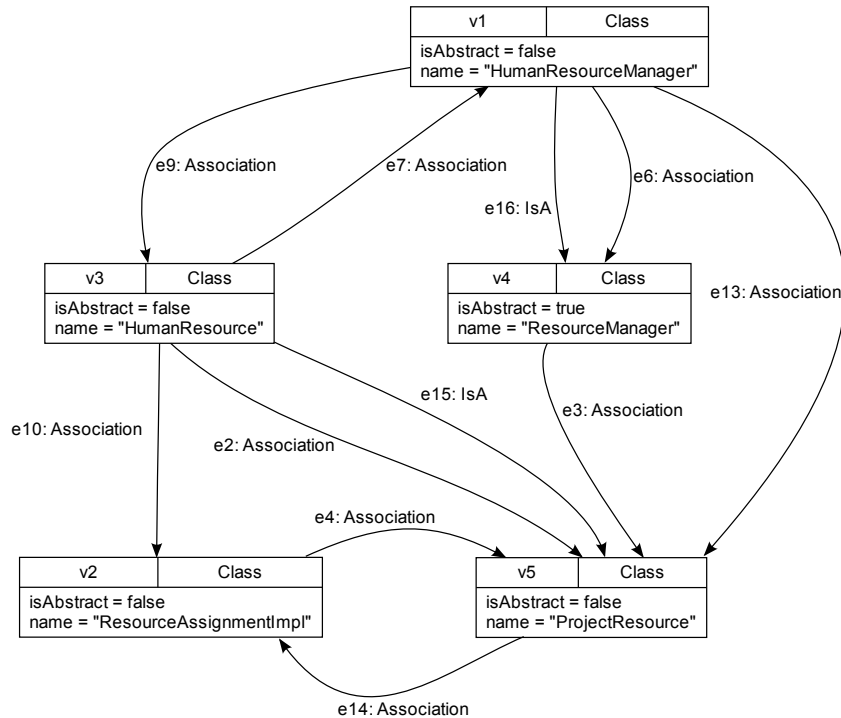 v1 Class
isAbstract = false
name = "HumanResourceManager"
e9: Association
e7: Association
e6: Association
e16: IsA
e13: Association
v3 Class
isAbstract = false
name = "HumanResource"
v4 Class
isAbstract = true
name = "ResourceManager"
e15: IsA
e3: Association
e10: Association
e2: Association
e4: Association
v2 Class
isAbstract = false
name = "ResourceAssignmentImpl"
v5 Class
isAbstract = false
name = "ProjectResource"
e14: Association